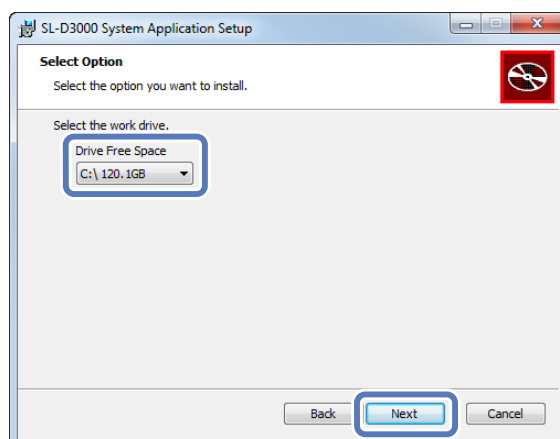 SL-D3000 System Application Setup
Select Option
Select the option you want to install.
Select the work drive.
Drive Free Space
C:\ 120.1GB
Back Next Cancel